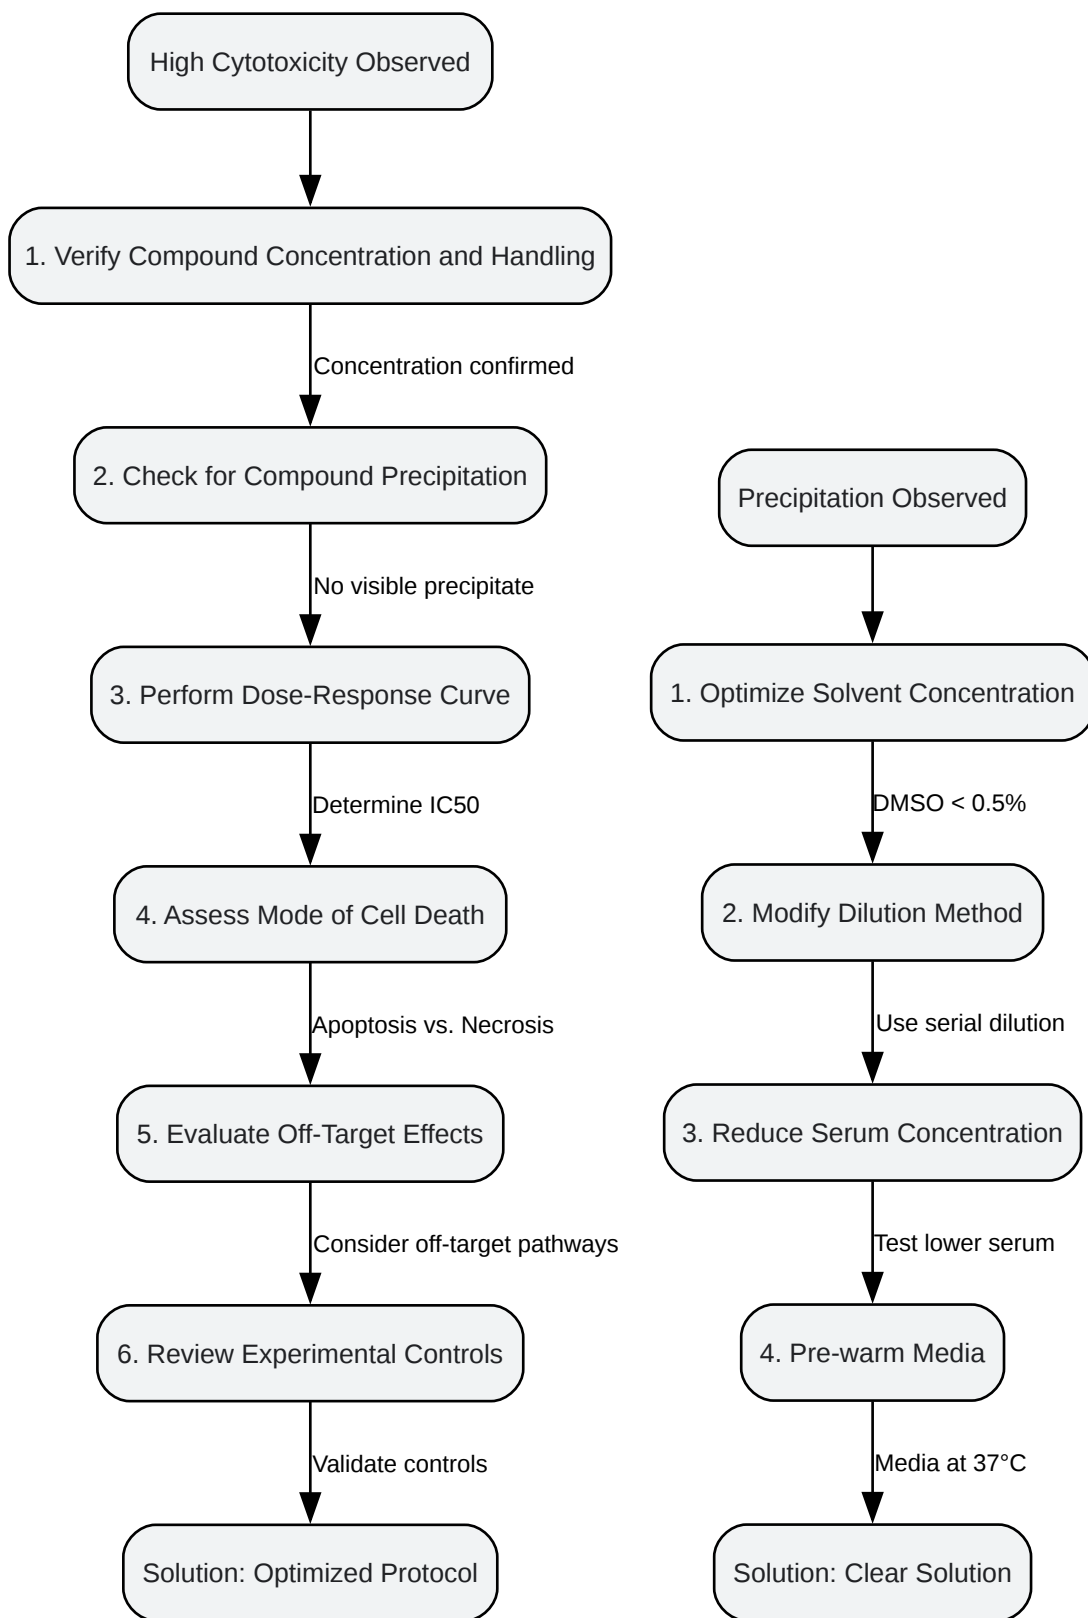 High Cytotoxicity Observed
1. Verify Compound Concentration and Handling
Concentration confirmed
2. Check for Compound Precipitation
No visible precipitate
3. Perform Dose-Response Curve
Determine IC50
4. Assess Mode of Cell Death
Apoptosis vs. Necrosis
5. Evaluate Off-Target Effects
Consider off-target pathways
6. Review Experimental Controls
Validate controls
Solution: Optimized Protocol
Precipitation Observed
1. Optimize Solvent Concentration
DMSO < 0.5%
2. Modify Dilution Method
Use serial dilution
3. Reduce Serum Concentration
Test lower serum
4. Pre-warm Media
Media at 37°C
Solution: Clear Solution